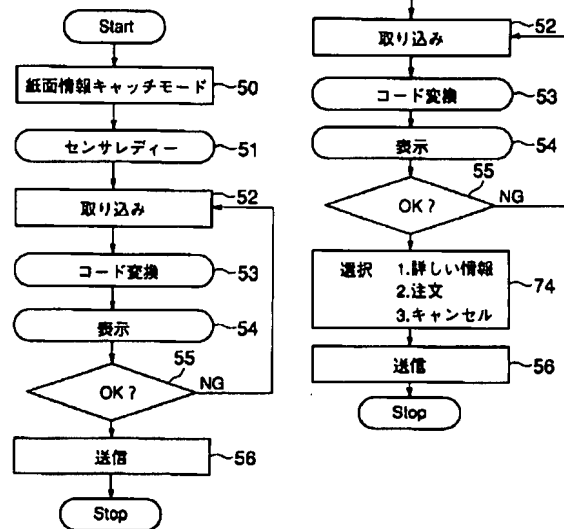 Start
紙面情報キャッチモード 50
センサレディー 51
取り込み 52
コード変換 53
表示 54
OK? 55 NG
送信 56
Stop
取り込み 52
コード変換 53
表示 54
OK? 55 NG
選択 1.詳しい情報
2.注文 74
3.キャンセル
送信 56
Stop